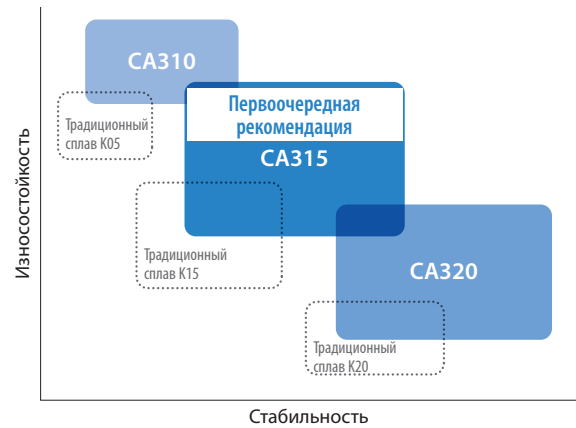 CA310
Первоочередная
рекомендация
Традиционный
сплав K05
CA315
Износостойкость
Традиционный
сплав K15
CA320
Традиционный
сплав K20
Стабильность